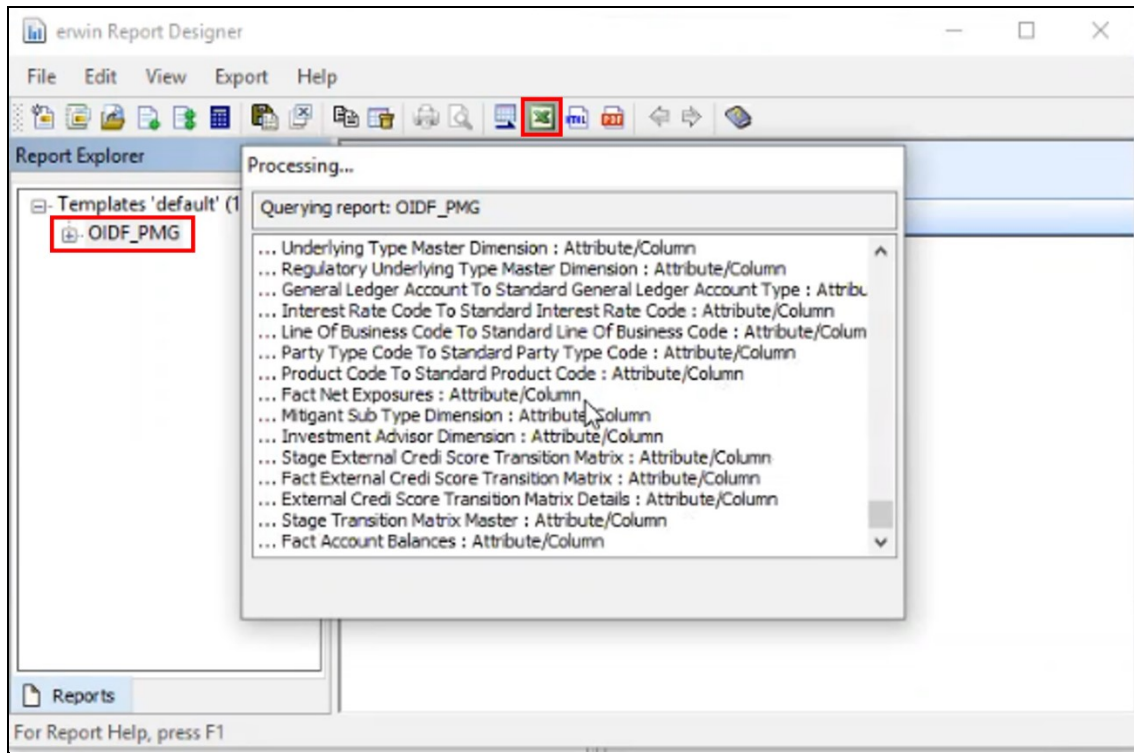 erwin Report Designer
File Edit View Export Help
Report Explorer
Templates 'default' (1
OIDF_PMG
Processing...
Querying report: OIDF_PMG
... Underlying Type Master Dimension : Attribute/Column
... Regulatory Underlying Type Master Dimension : Attribute/Column
... General Ledger Account To Standard General Ledger Account Type : Attribu
... Interest Rate Code To Standard Interest Rate Code : Attribute/Column
... Line Of Business Code To Standard Line Of Business Code : Attribute/Colum
... Party Type Code To Standard Party Type Code : Attribute/Column
... Product Code To Standard Product Code : Attribute/Column
... Fact Net Exposures : Attribute/Column
... Mitigant Sub Type Dimension : Attribute/Column
... Investment Advisor Dimension : Attribute/Column
... Stage External Credi Score Transition Matrix : Attribute/Column
... Fact External Credi Score Transition Matrix : Attribute/Column
... External Credi Score Transition Matrix Details : Attribute/Column
... Stage Transition Matrix Master : Attribute/Column
... Fact Account Balances : Attribute/Column
Reports
For Report Help, press F1